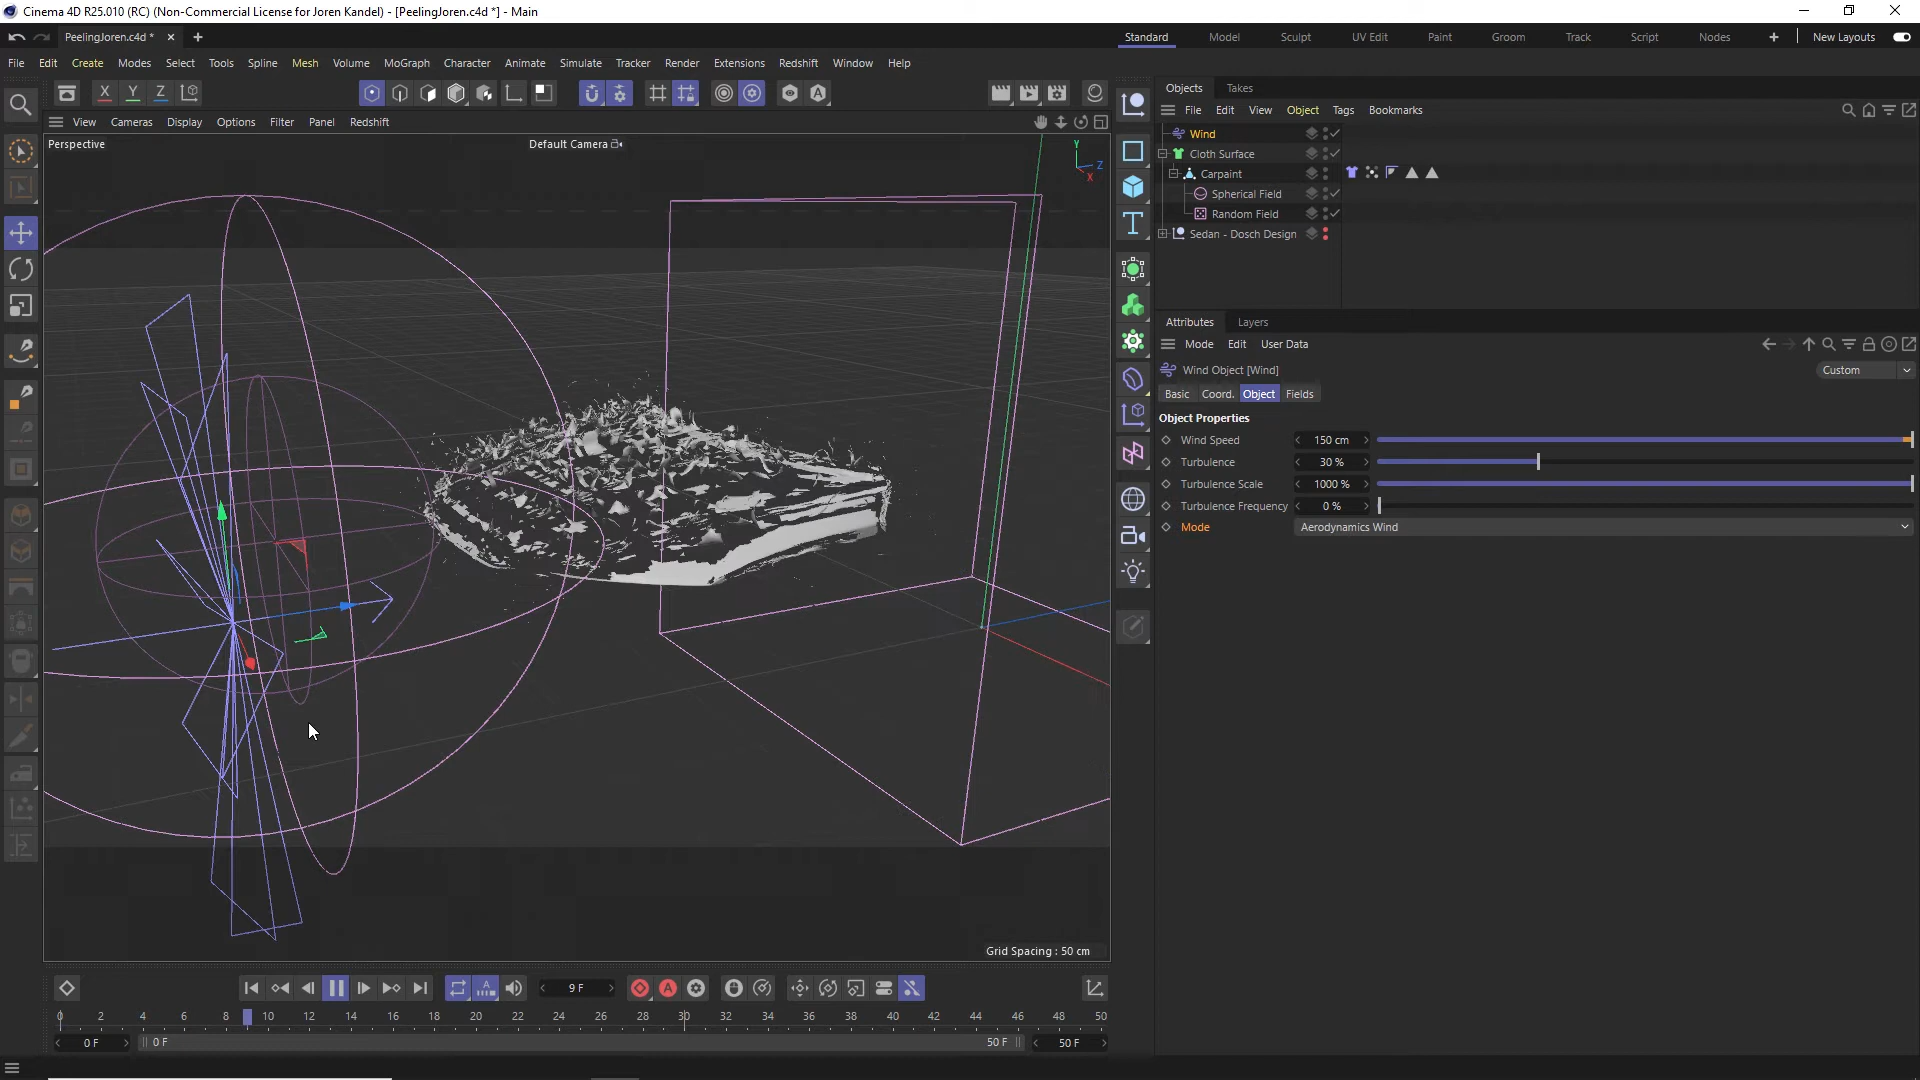 Cinema 4D R25.010 (RC) (Non-Commercial License for Joren Kandel) - [PeelingJoren.c4d *] - Main
PeelingJoren.c4d *
Standard Model Sculpt UV Edit Paint Groom Track Script Nodes New Layouts
File Edit Create Modes Select Tools Spline Mesh Volume MoGraph Character Animate Simulate Tracker Render Extensions Redshift Window Help
X Y Z
Objects Takes
File Edit View Object Tags Bookmarks
View Cameras Display Options Filter Panel Redshift
Perspective
Default Camera
Y
Z
X
Wind
Cloth Surface
Carpaint
Spherical Field
Random Field
Sedan - Dosch Design
Attributes Layers
Mode Edit User Data
Wind Object [Wind]
Custom
Basic Coord. Object Fields
Object Properties
Wind Speed 150 cm
Turbulence 30 %
Turbulence Scale 1000 %
Turbulence Frequency 0 %
Mode Aerodynamics Wind
Grid Spacing : 50 cm
9 F
0 2 4 6 8 10 12 14 16 18 20 22 24 26 28 30 32 34 36 38 40 42 44 46 48 50
0 F 0 F 50 F 50 F